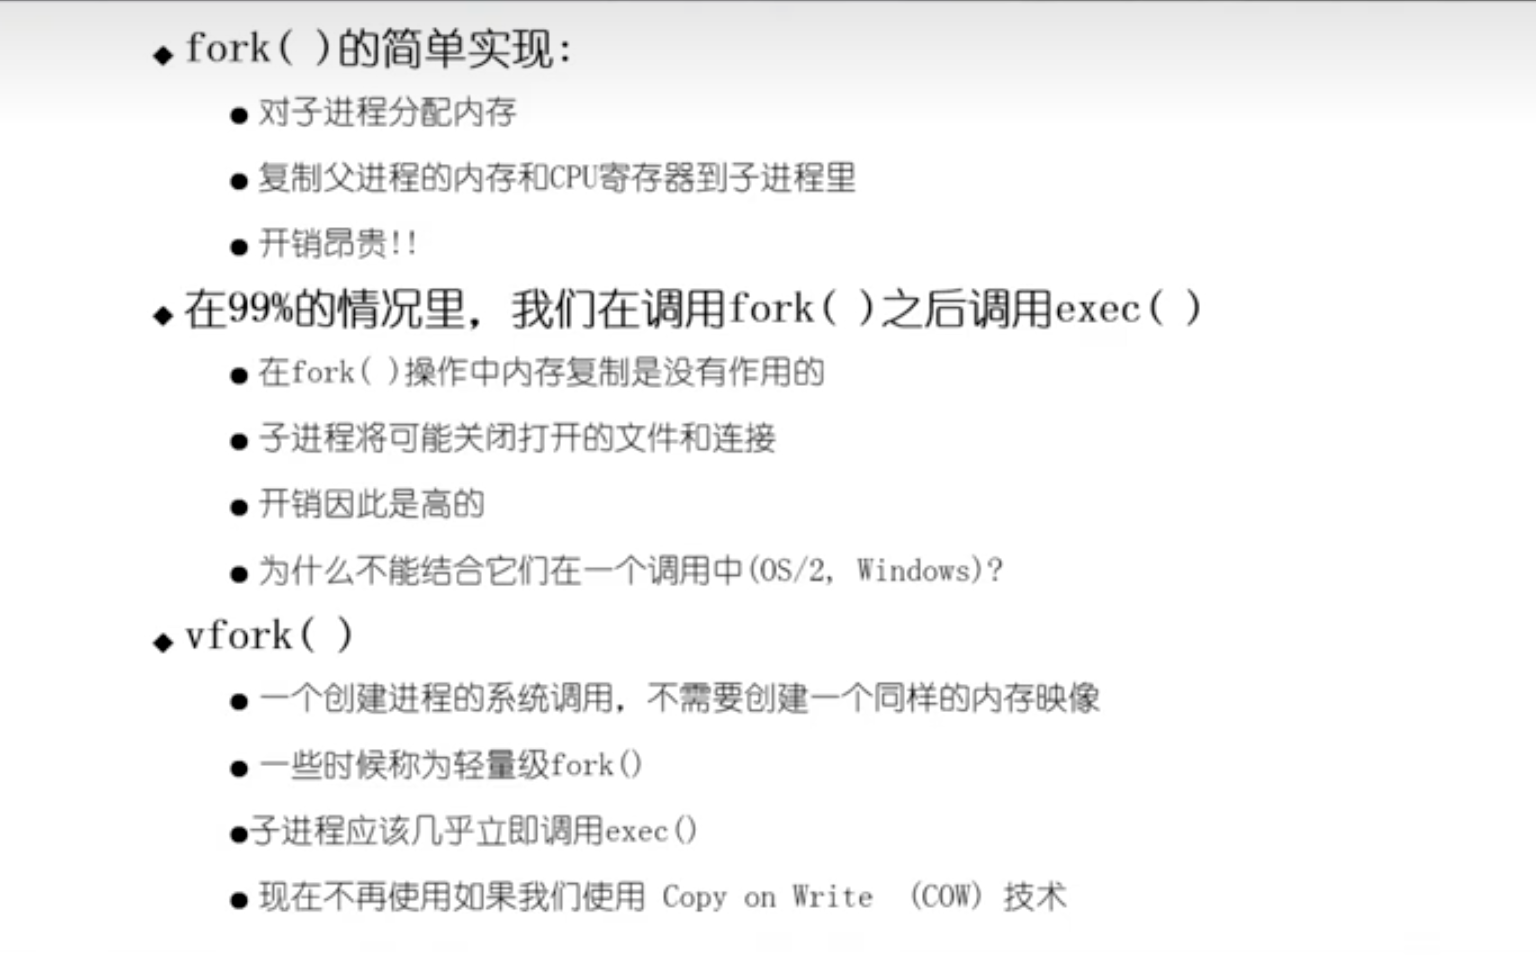 ◆ fork( )的简单实现:
● 对子进程分配内存
● 复制父进程的内存和CPU寄存器到子进程里
● 开销昂贵!!
◆ 在99%的情况里，我们在调用fork( )之后调用exec( )
● 在fork( )操作中内存复制是没有作用的
● 子进程将可能关闭打开的文件和连接
● 开销因此是高的
● 为什么不能结合它们在一个调用中(OS/2, Windows)?
◆ vfork( )
● 一个创建进程的系统调用，不需要创建一个同样的内存映像
● 一些时候称为轻量级fork()
●子进程应该几乎立即调用exec()
● 现在不再使用如果我们使用 Copy on Write (COW) 技术